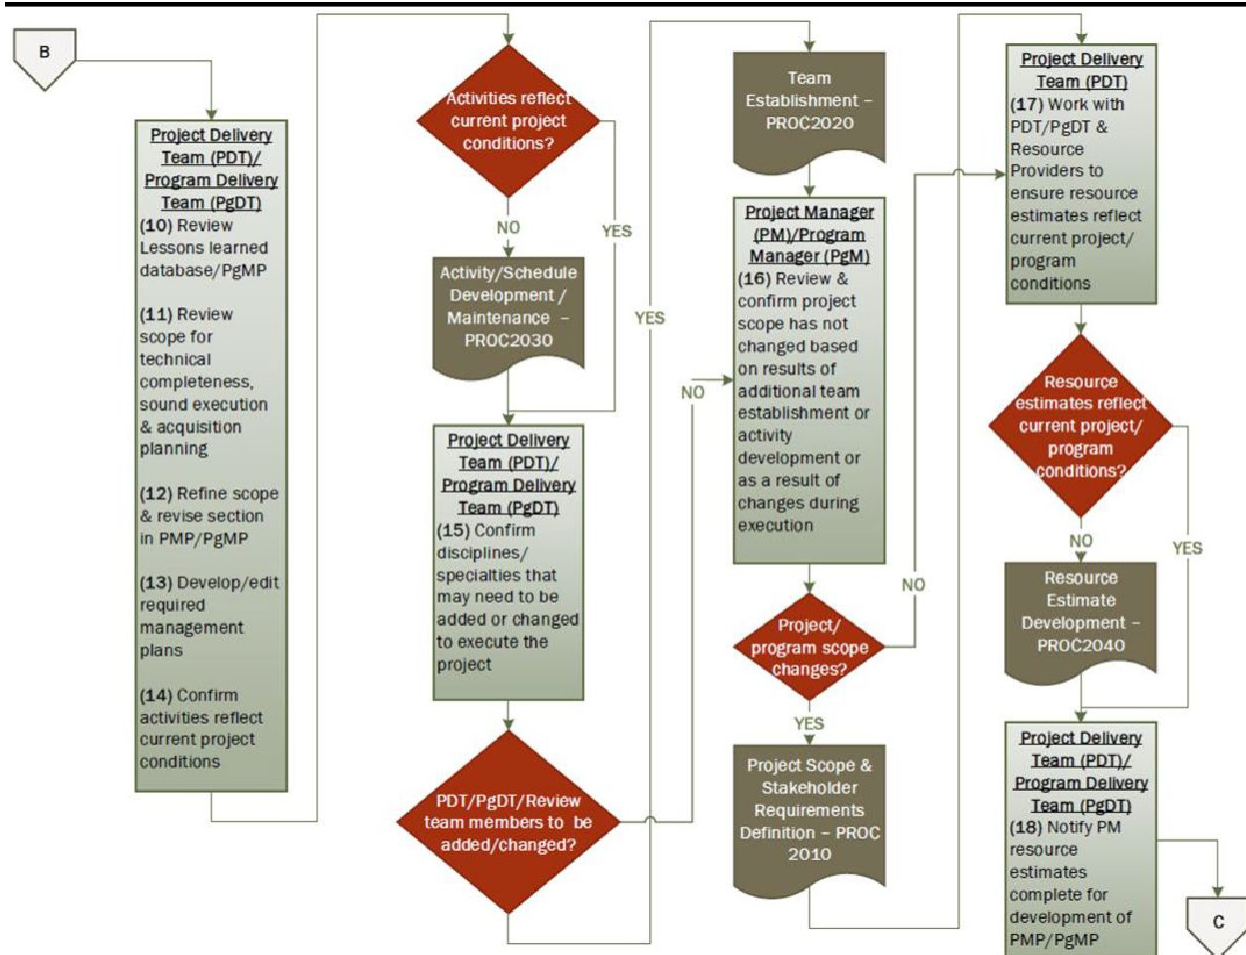 B
Project Delivery
Team (PDT)/
Program Delivery
Team (PgDT)
(10) Review
Lessons learned
database/PgMP
(11) Review
scope for
technical
completeness,
sound execution
& acquisition
planning
(12) Refine scope
& revise section
in PMP/PgMP
(13) Develop/edit
required
management
plans
(14) Confirm
activities reflect
current project
conditions
Activities reflect
current project
conditions?
NO
YES
Activity/Schedule
Development /
Maintenance –
PROC2030
Project Delivery
Team (PDT)/
Program Delivery
Team (PgDT)
(15) Confirm
disciplines/
specialties that
may need to be
added or changed
to execute the
project
PDT/PgDT/Review
team members to be
added/changed?
YES
NO
Team
Establishment –
PROC2020
Project Manager
(PM)/Program
Manager (PgM)
(16) Review &
confirm project
scope has not
changed based
on results of
additional team
establishment or
activity
development or
as a result of
changes during
execution
Project/
program scope
changes?
NO
YES
Project Scope &
Stakeholder
Requirements
Definition – PROC
2010
Project Delivery
Team (PDT)
(17) Work with
PDT/PgDT &
Resource
Providers to
ensure resource
estimates reflect
current project/
program
conditions
Resource
estimates reflect
current project/
program
conditions?
NO
YES
Resource
Estimate
Development –
PROC2040
Project Delivery
Team (PDT)/
Program Delivery
Team (PgDT)
(18) Notify PM
resource
estimates
complete for
development of
PMP/PgMP
C